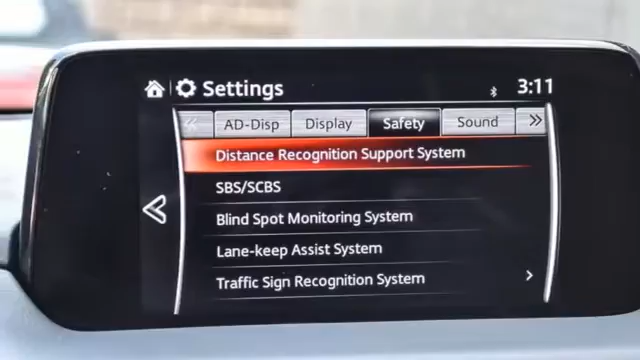 Settings 3:11
AD-Disp Display Safety Sound
Distance Recognition Support System
SBS/SCBS
Blind Spot Monitoring System
Lane-keep Assist System
Traffic Sign Recognition System